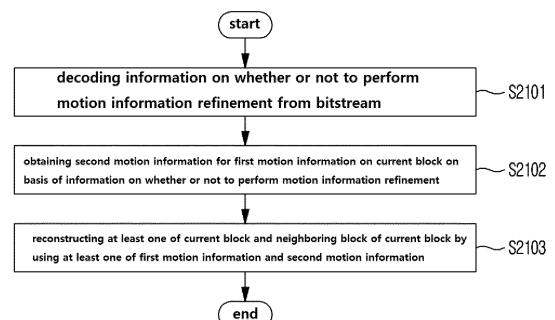 start
decoding information on whether or not to perform
motion information refinement from bitstream
S2101
obtaining second motion information for first motion information on current block on
basis of information on whether or not to perform motion information refinement
S2102
reconstructing at least one of current block and neighboring block of current block by
using at least one of first motion information and second motion information
S2103
end